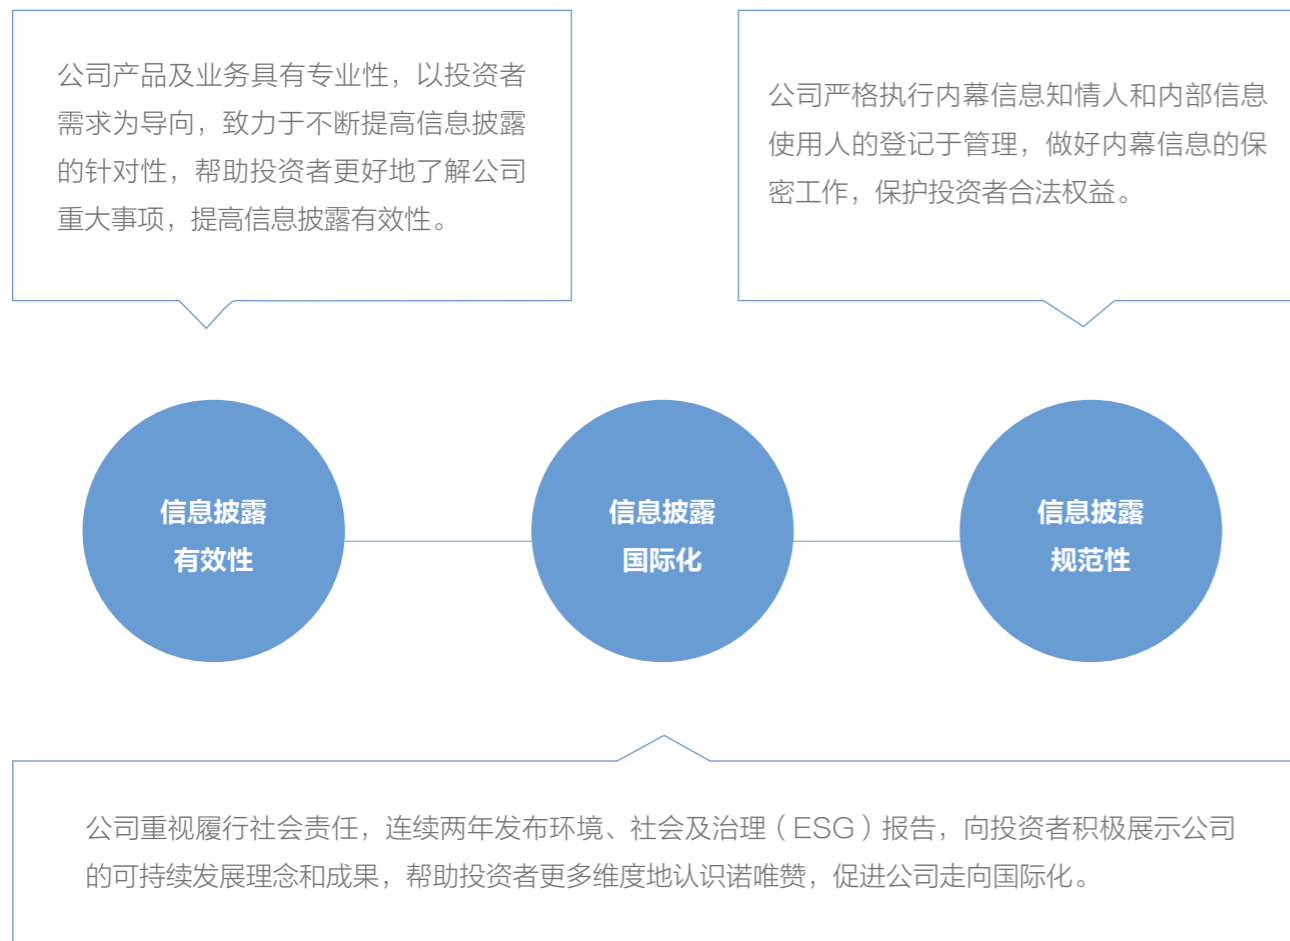 公司产品及业务具有专业性，以投资者
需求为导向，致力于不断提高信息披露
的针对性，帮助投资者更好地了解公司
重大事项，提高信息披露有效性。
公司严格执行内幕信息知情人和内部信息
使用人的登记于管理，做好内幕信息的保
密工作，保护投资者合法权益。
信息披露
有效性
信息披露
国际化
信息披露
规范性
公司重视履行社会责任，连续两年发布环境、社会及治理（ESG）报告，向投资者积极展示公司
的可持续发展理念和成果，帮助投资者更多维度地认识诺唯赞，促进公司走向国际化。